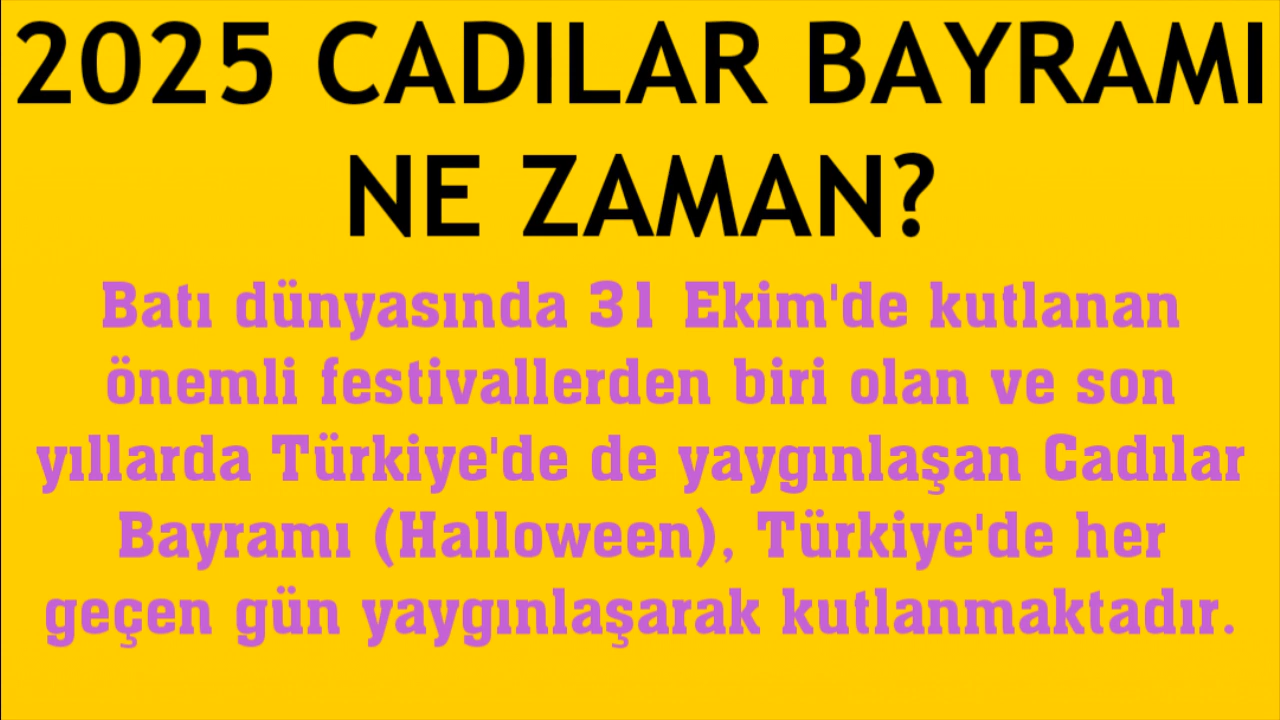 2025 CADILAR BAYRAMI
NE ZAMAN?
Batı dünyasında 31 Ekim'de kutlanan
önemli festivallerden biri olan ve son
yıllarda Türkiye'de de yaygınlaşan Cadılar
Bayramı (Halloween), Türkiye'de her
geçen gün yaygınlaşarak kutlanmaktadır.